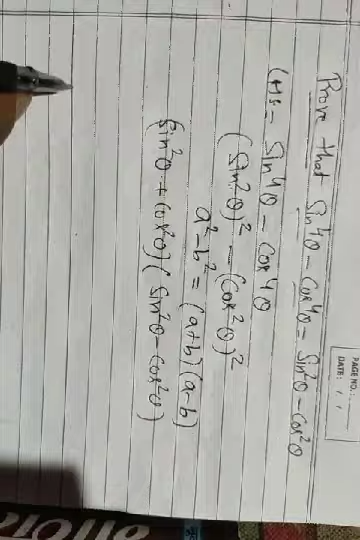 PAGE NO.:
DATE: / /
Prove that Sin⁴θ - Cos⁴θ - Sin²θ - Cos²θ
LHS - Sin⁴θ - Cos⁴θ
(Sin²θ)² - (Cos²θ)²
a² - b² = (a+b) (a-b)
(Sin²θ + Cos²θ) (Sin²θ - Cos²θ)